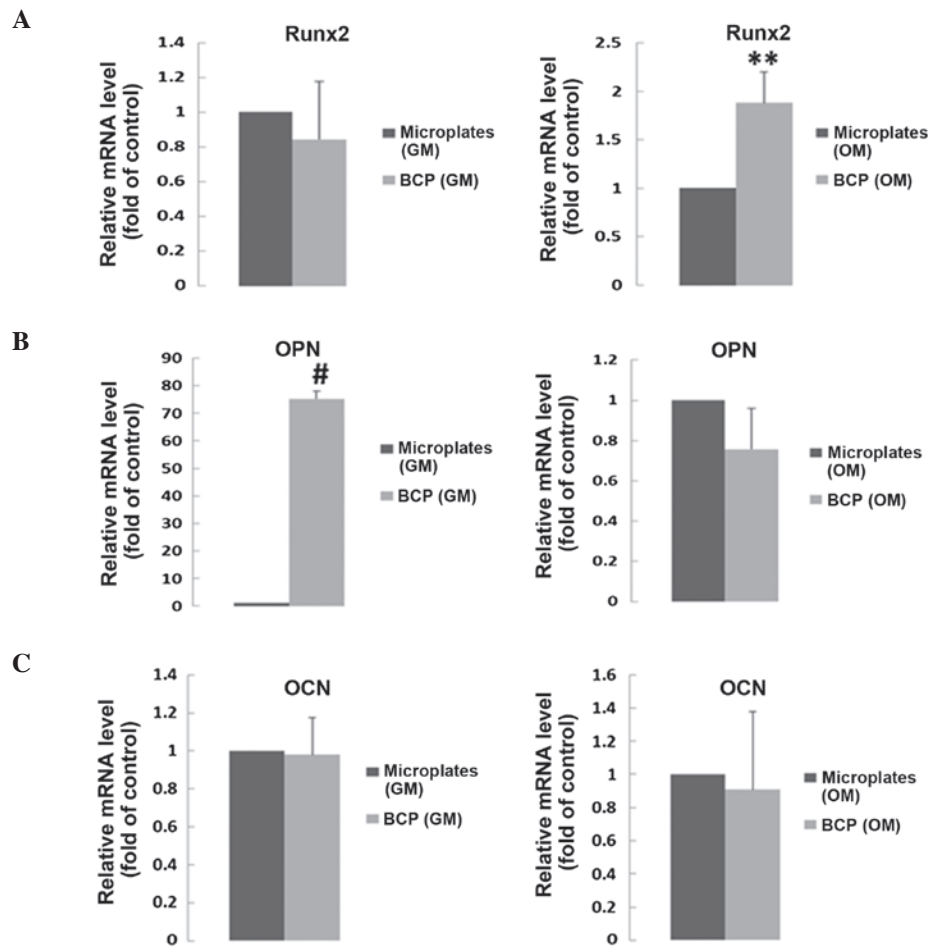 A
Runx2
Relative mRNA level
(fold of control)
1.4
1.2
1
0.8
0.6
0.4
0.2
0
Microplates
(GM)
BCP (GM)
Runx2
**
Relative mRNA level
(fold of control)
2.5
2
1.5
1
0.5
0
Microplates
(OM)
BCP (OM)
B
OPN
#
Relative mRNA level
(fold of control)
90
80
70
60
50
40
30
20
10
0
Microplates
(GM)
BCP (GM)
OPN
Relative mRNA level
(fold of control)
1.2
1
0.8
0.6
0.4
0.2
0
Microplates
(OM)
BCP (OM)
C
OCN
Relative mRNA level
(fold of control)
1.4
1.2
1
0.8
0.6
0.4
0.2
0
Microplates
(GM)
BCP (GM)
OCN
Relative mRNA level
(fold of control)
1.6
1.4
1.2
1
0.8
0.6
0.4
0.2
0
Microplates
(OM)
BCP (OM)